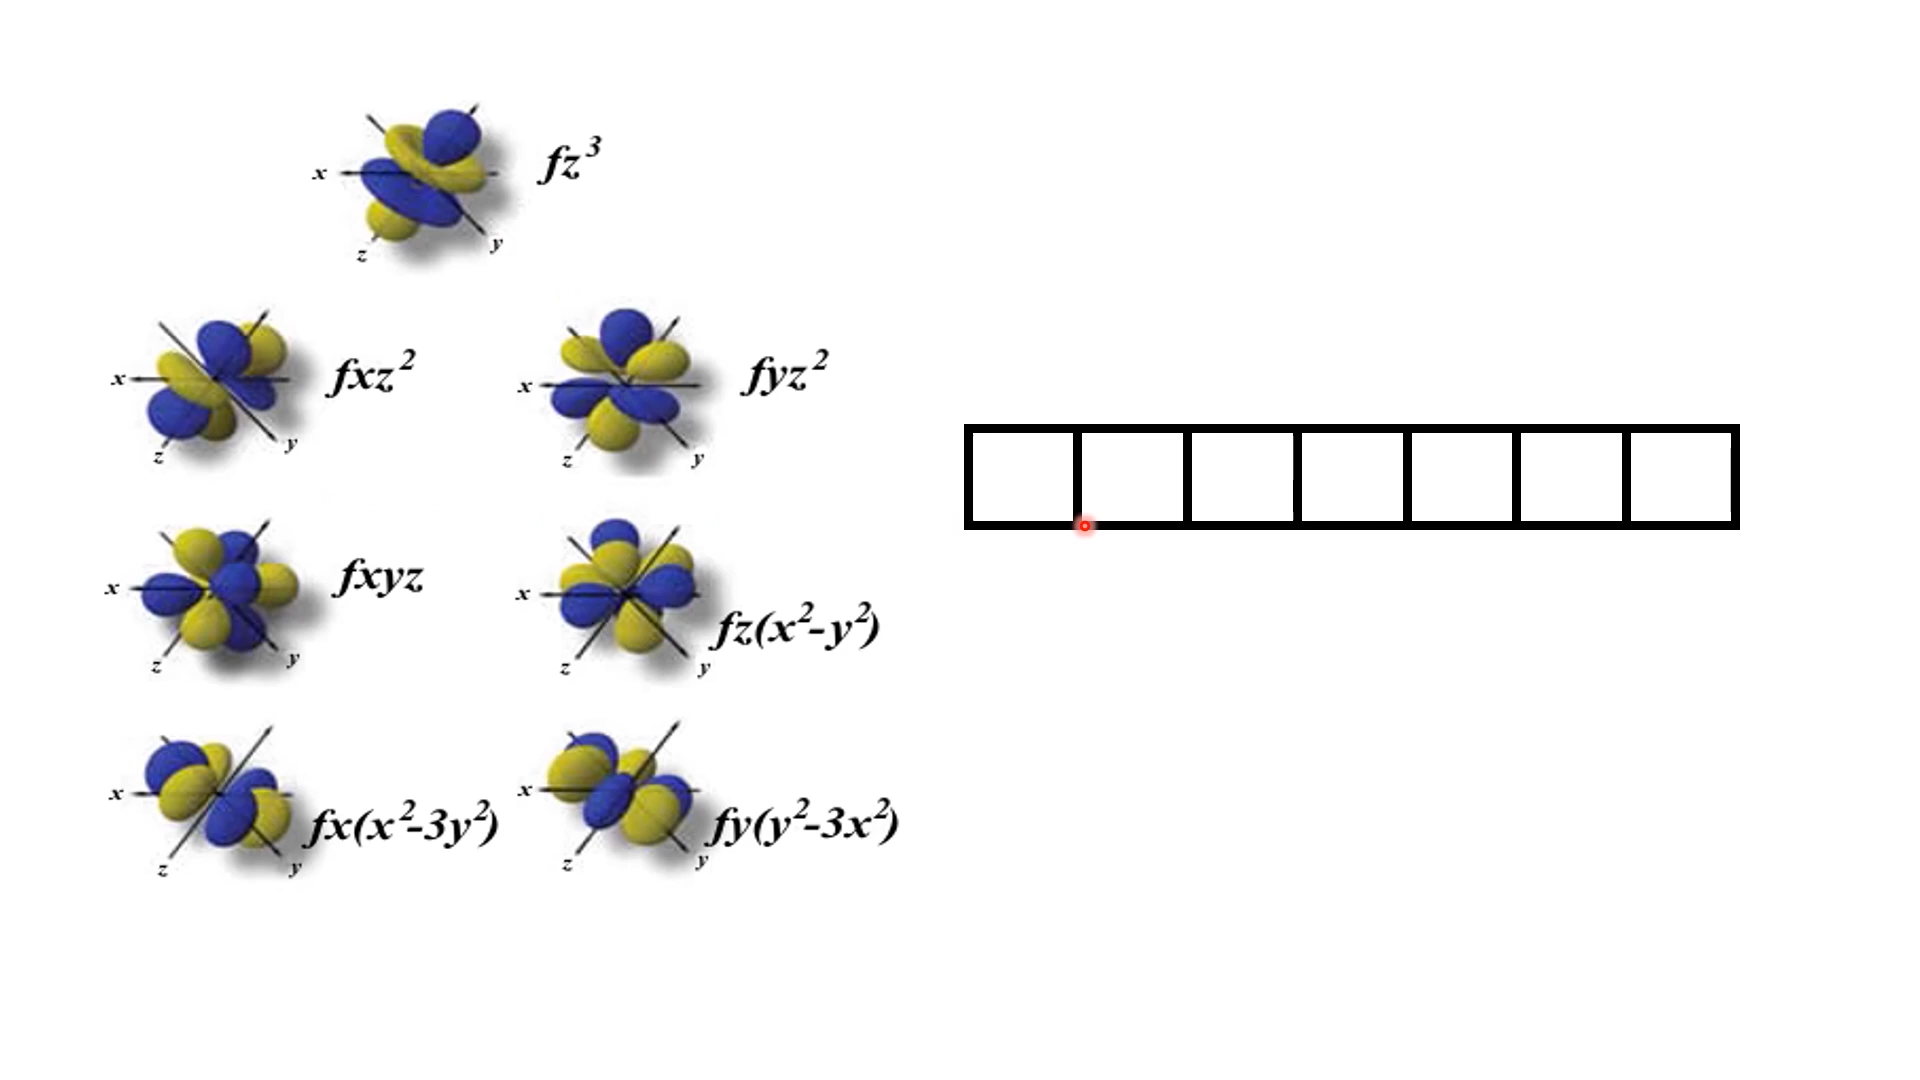 fz³
x
z
y
fxz²
x
z
y
fyz²
x
z
y
fxyz
x
z
y
fz(x²-y²)
x
z
y
fx(x²-3y²)
x
z
y
fy(y²-3x²)
x
z
y